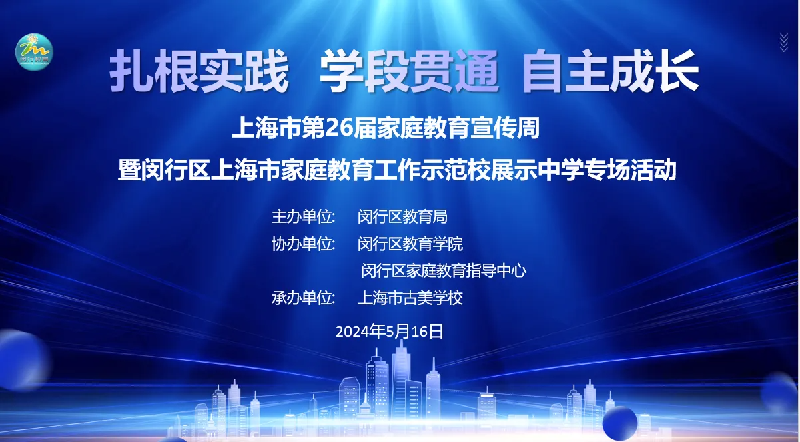 扎根实践 学段贯通 自主成长
上海市第26届家庭教育宣传周
暨闵行区上海市家庭教育工作示范校展示中学专场活动
主办单位: 闵行区教育局
协办单位: 闵行区教育学院
闵行区家庭教育指导中心
承办单位: 上海市古美学校
2024年5月16日